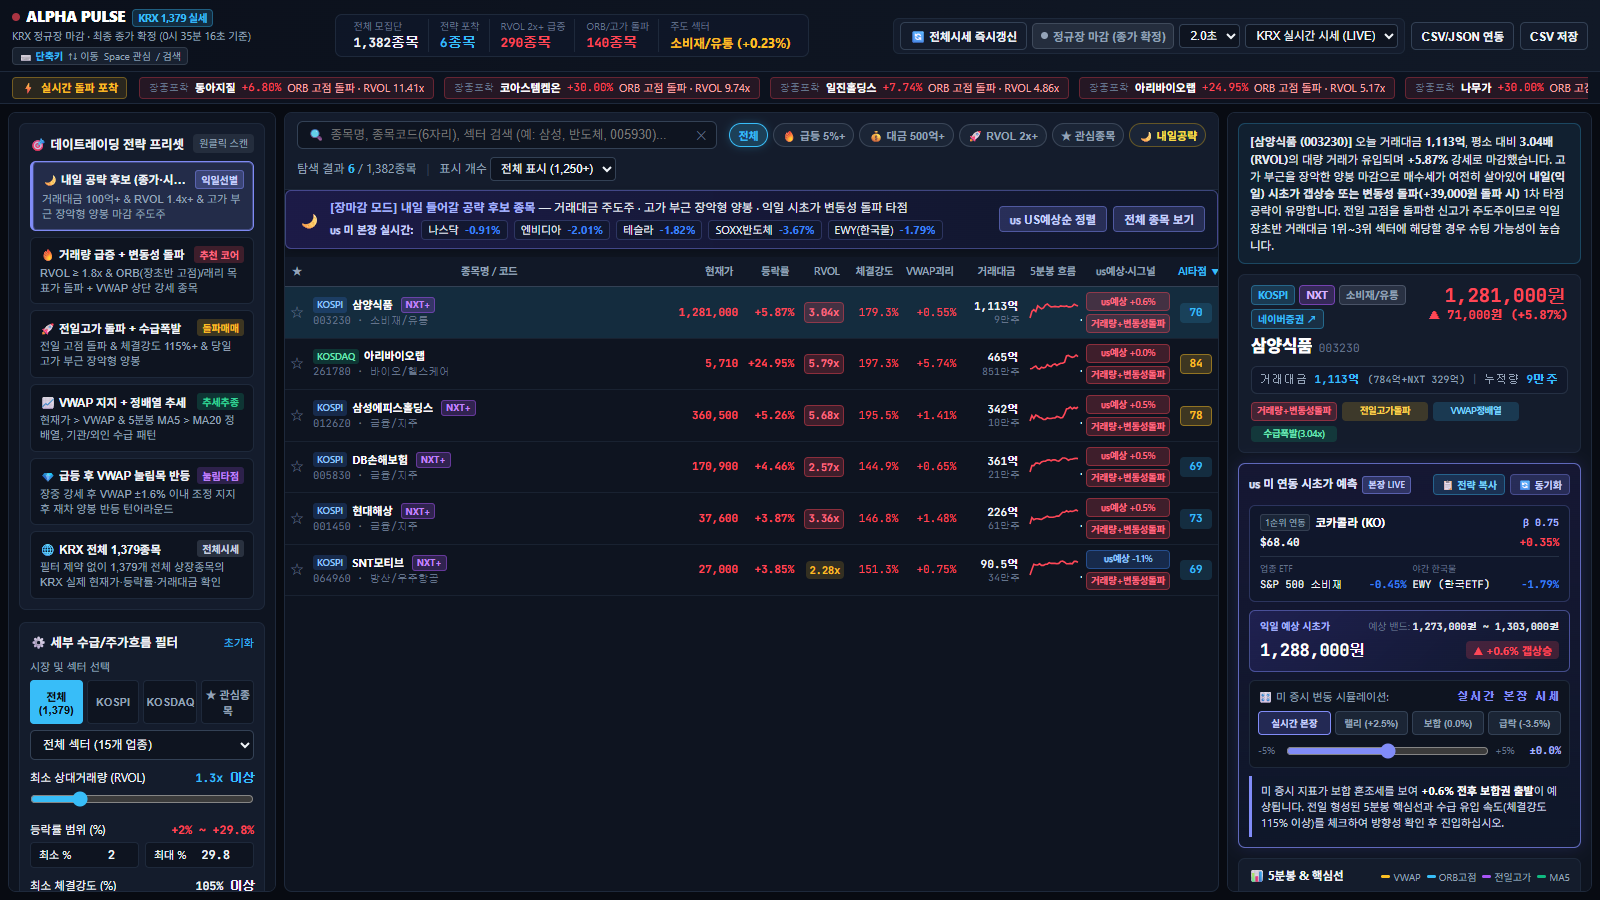 ALPHA PULSE KRX 1,379 실세
KRX 정규장 마감 · 최종 종가 확정 (0시 35분 16초 기준)
단축키 ↑↓ 이동 Space 관심 / 검색
전체 모집단
1,382종목
전략 포착
6종목
RVOL 2x+ 급증
290종목
ORB/고가 돌파
140종목
주도 섹터
소비재/유통 (+0.23%)
전체시세 즉시갱신
정규장 마감 (종가 확정)
2.0초
KRX 실시간 시세 (LIVE)
CSV/JSON 연동
CSV 저장
실시간 돌파 포착
장중포착 동아지질 +6.80% ORB 고점 돌파 · RVOL 11.41x
장중포착 코아스템켐온 +30.00% ORB 고점 돌파 · RVOL 9.74x
장중포착 일진홀딩스 +7.74% ORB 고점 돌파 · RVOL 4.86x
장중포착 아리바이오랩 +24.95% ORB 고점 돌파 · RVOL 5.17x
장중포착 나무가 +30.00% ORB 고점
데이트레이딩 전략 프리셋 원클릭 스캔
내일 공략 후보 (종가·시... 익일선별
거래대금 100억+ & RVOL 1.4x+ & 고가 부
근 장악형 양봉 마감 주도주
거래량 급증 + 변동성 돌파 추천 코어
RVOL ≥ 1.8x & ORB(장초반 고점)/래리 목
표가 돌파 + VWAP 상단 강세 종목
전일고가 돌파 + 수급폭발 돌파매매
전일 고점 돌파 & 체결강도 115%+ & 당일
고가 부근 장악형 양봉
VWAP 지지 + 정배열 추세 추세추종
현재가 > VWAP & 5분봉 MA5 > MA20 정
배열, 기관/외인 수급 패턴
급등 후 VWAP 눌림목 반등 눌림타점
장중 강세 후 VWAP ±1.6% 이내 조정 지지
후 재차 양봉 반등 턴어라운드
KRX 전체 1,379종목 전체시세
필터 제약 없이 1,379개 전체 상장종목의
KRX 실제 현재가·등락률·거래대금 확인
세부 수급/주가흐름 필터 초기화
시장 및 섹터 선택
전체
(1,379)
KOSPI
KOSDAQ
★ 관심종
목
전체 섹터 (15개 업종)
최소 상대거래량 (RVOL) 1.3x 이상
등락률 범위 (%) +2% ~ +29.8%
최소 % 2 최대 % 29.8
최소 체결강도 (%) 105% 이상
종목명, 종목코드(6자리), 섹터 검색 (예: 삼성, 반도체, 005930)...
전체
급등 5%+
대금 500억+
RVOL 2x+
★ 관심종목
내일공략
탐색 결과 6 / 1,382종목 | 표시 개수 전체 표시 (1,250+)
[장마감 모드] 내일 들어갈 공략 후보 종목 — 거래대금 주도주 · 고가 부근 장악형 양봉 · 익일 시초가 변동성 돌파 타점
us 미 본장 실시간: 나스닥 -0.91% 엔비디아 -2.01% 테슬라 -1.82% SOXX반도체 -3.67% EWY(한국물) -1.79%
us US예상순 정렬
전체 종목 보기
★ 종목명 / 코드 현재가 등락률 RVOL 체결강도 VWAP괴리 거래대금 5분봉 흐름 us예상·시그널 AI타점 ▼
☆ KOSPI 삼양식품 NXT+ 1,281,000 +5.87% 3.04x 179.3% +0.55% 1,113억 us예상 +0.6% 70
003230 · 소비재/유통 9만주 거래량+변동성돌파
☆ KOSDAQ 아리바이오랩 5,710 +24.95% 5.79x 197.3% +5.74% 465억 us예상 +0.0% 84
261780 · 바이오/헬스케어 851만주 거래량+변동성돌파
☆ KOSPI 삼성에피스홀딩스 NXT+ 360,500 +5.26% 5.68x 195.5% +1.41% 342억 us예상 +0.5% 78
0126Z0 · 금융/지주 10만주 거래량+변동성돌파
☆ KOSPI DB손해보험 NXT+ 170,900 +4.46% 2.57x 144.9% +0.65% 361억 us예상 +0.5% 69
005830 · 금융/지주 21만주 거래량+변동성돌파
☆ KOSPI 현대해상 NXT+ 37,600 +3.87% 3.36x 146.8% +1.48% 226억 us예상 +0.5% 73
001450 · 금융/지주 61만주 거래량+변동성돌파
☆ KOSPI SNT모티브 NXT+ 27,000 +3.85% 2.28x 151.3% +0.75% 90.5억 us예상 -1.1% 69
064960 · 방산/우주항공 34만주 거래량+변동성돌파
[삼양식품 (003230)] 오늘 거래대금 1,113억, 평소 대비 3.04배
(RVOL)의 대량 거래가 유입되며 +5.87% 강세로 마감했습니다. 고
가 부근을 장악한 양봉 마감으로 매수세가 여전히 살아있어 내일(익
일) 시초가 갭상승 또는 변동성 돌파(+39,000원 돌파 시) 1차 타점
공략이 유망합니다. 전일 고점을 돌파한 신고가 주도주이므로 익일
장초반 거래대금 1위~3위 섹터에 해당할 경우 슈팅 가능성이 높습
니다.
KOSPI NXT 소비재/유통
네이버증권 ↗
1,281,000원
▲ 71,000원 (+5.87%)
삼양식품 003230
거래대금 1,113억 (784억+NXT 329억) | 누적량 9만주
거래량+변동성돌파 전일고가돌파 VWAP정배열
수급폭발(3.04x)
us 미 연동 시초가 예측 본장 LIVE 전략 복사 동기화
1순위 연동 코카콜라 (KO) β 0.75
$68.40 +0.35%
업종 ETF 야간 한국물
S&P 500 소비재 -0.45% EWY (한국ETF) -1.79%
익일 예상 시초가 예상 밴드: 1,273,000원 ~ 1,303,000원
1,288,000원 ▲ +0.6% 갭상승
미 증시 변동 시뮬레이션: 실시간 본장 시세
실시간 본장 랠리 (+2.5%) 보합 (0.0%) 급락 (-3.5%)
-5% +5% ±0.0%
미 증시 지표가 보합 혼조세를 보여 +0.6% 전후 보합권 출발이 예
상됩니다. 전일 형성된 5분봉 핵심선과 수급 유입 속도(체결강도
115% 이상)를 체크하여 방향성 확인 후 진입하십시오.
5분봉 & 핵심선 VWAP ORB고점 전일고가 MA5